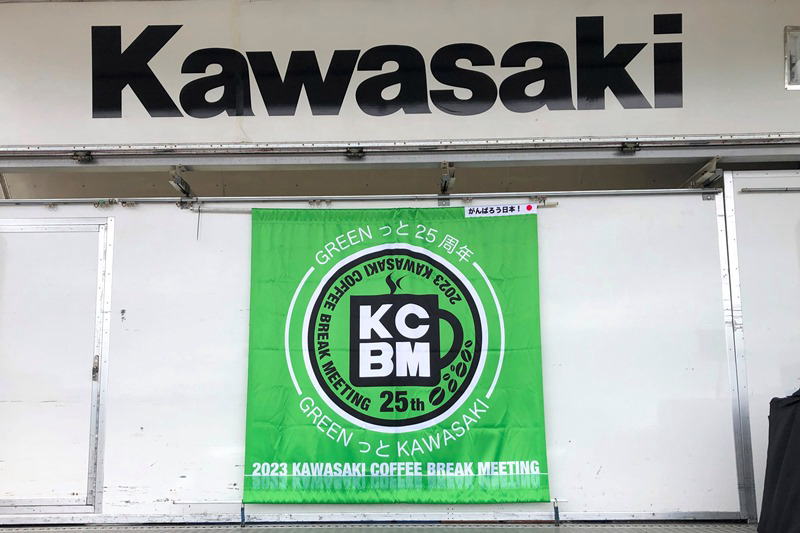 Kawasaki
がんばろう日本!
GREENっと25周年
2023 KAWASAKI COFFEE BREAK MEETING
KC
BM
25th
GREENっとKAWASAKI
2023 KAWASAKI COFFEE BREAK MEETING